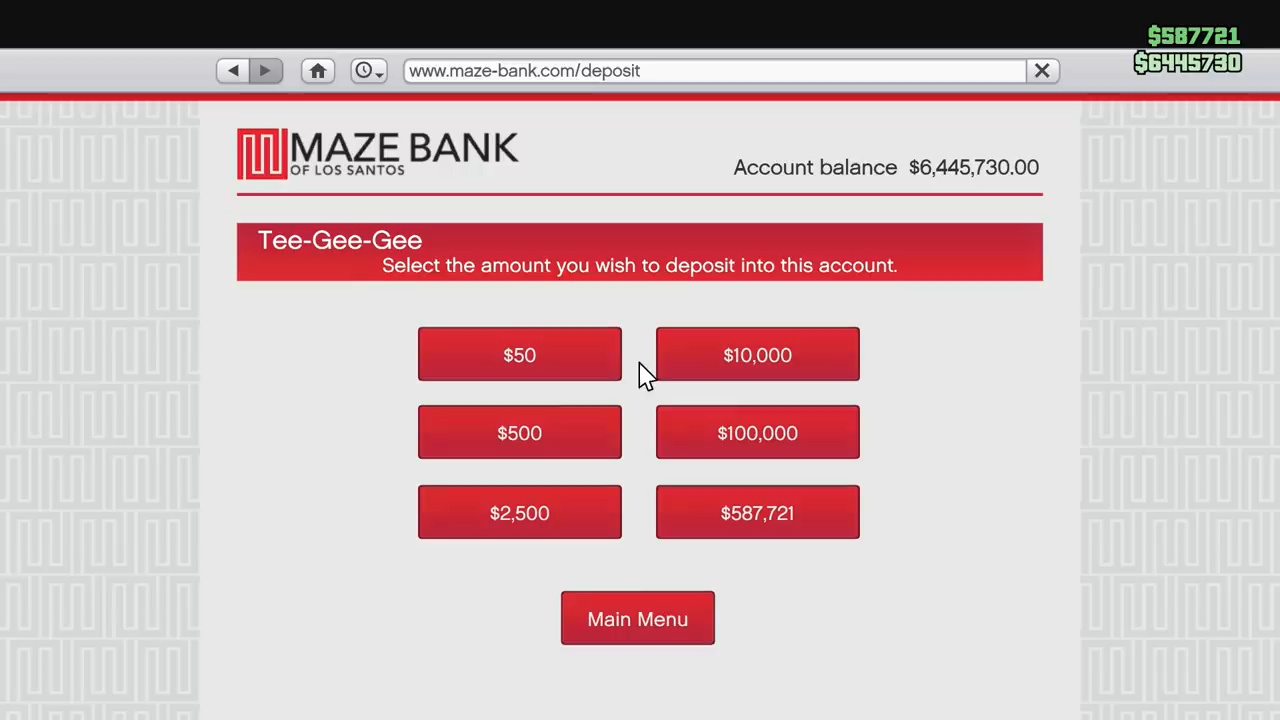 $587721
$6445730
www.maze-bank.com/deposit
MAZE BANK
OF LOS SANTOS
Account balance $6,445,730.00
Tee-Gee-Gee
Select the amount you wish to deposit into this account.
$50
$10,000
$500
$100,000
$2,500
$587,721
Main Menu